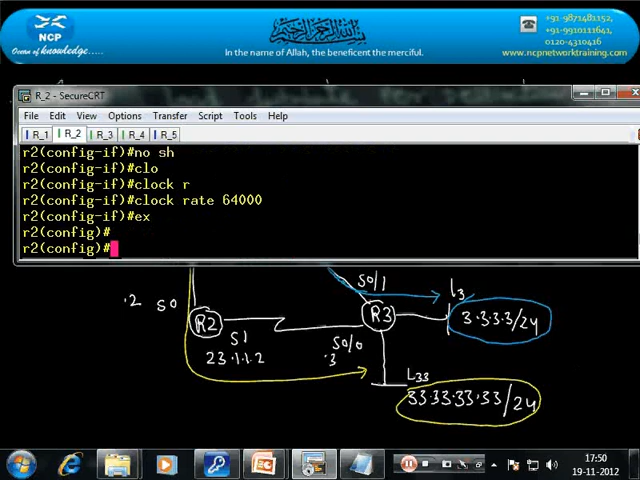 +91-9871481152,
+91-9910111641,
0120-4310416
NCP
Ocean of knowledge.....
In the name of Allah, the beneficent the merciful.
www.ncpnetworktraining.com
R_2 - SecureCRT
File Edit View Options Transfer Script Tools Help
R_1 R_2 R_3 R_4 R_5
r2(config-if)#no sh
r2(config-if)#clo
r2(config-if)#clock r
r2(config-if)#clock rate 64000
r2(config-if)#ex
r2(config)#
r2(config)#
S0/1
L3
.2 S0
R2
R3
3.3.3.3/24
S1
S0/0
23.1.1.2
.3
L33
33.33.33.33/24
17:50
19-11-2012